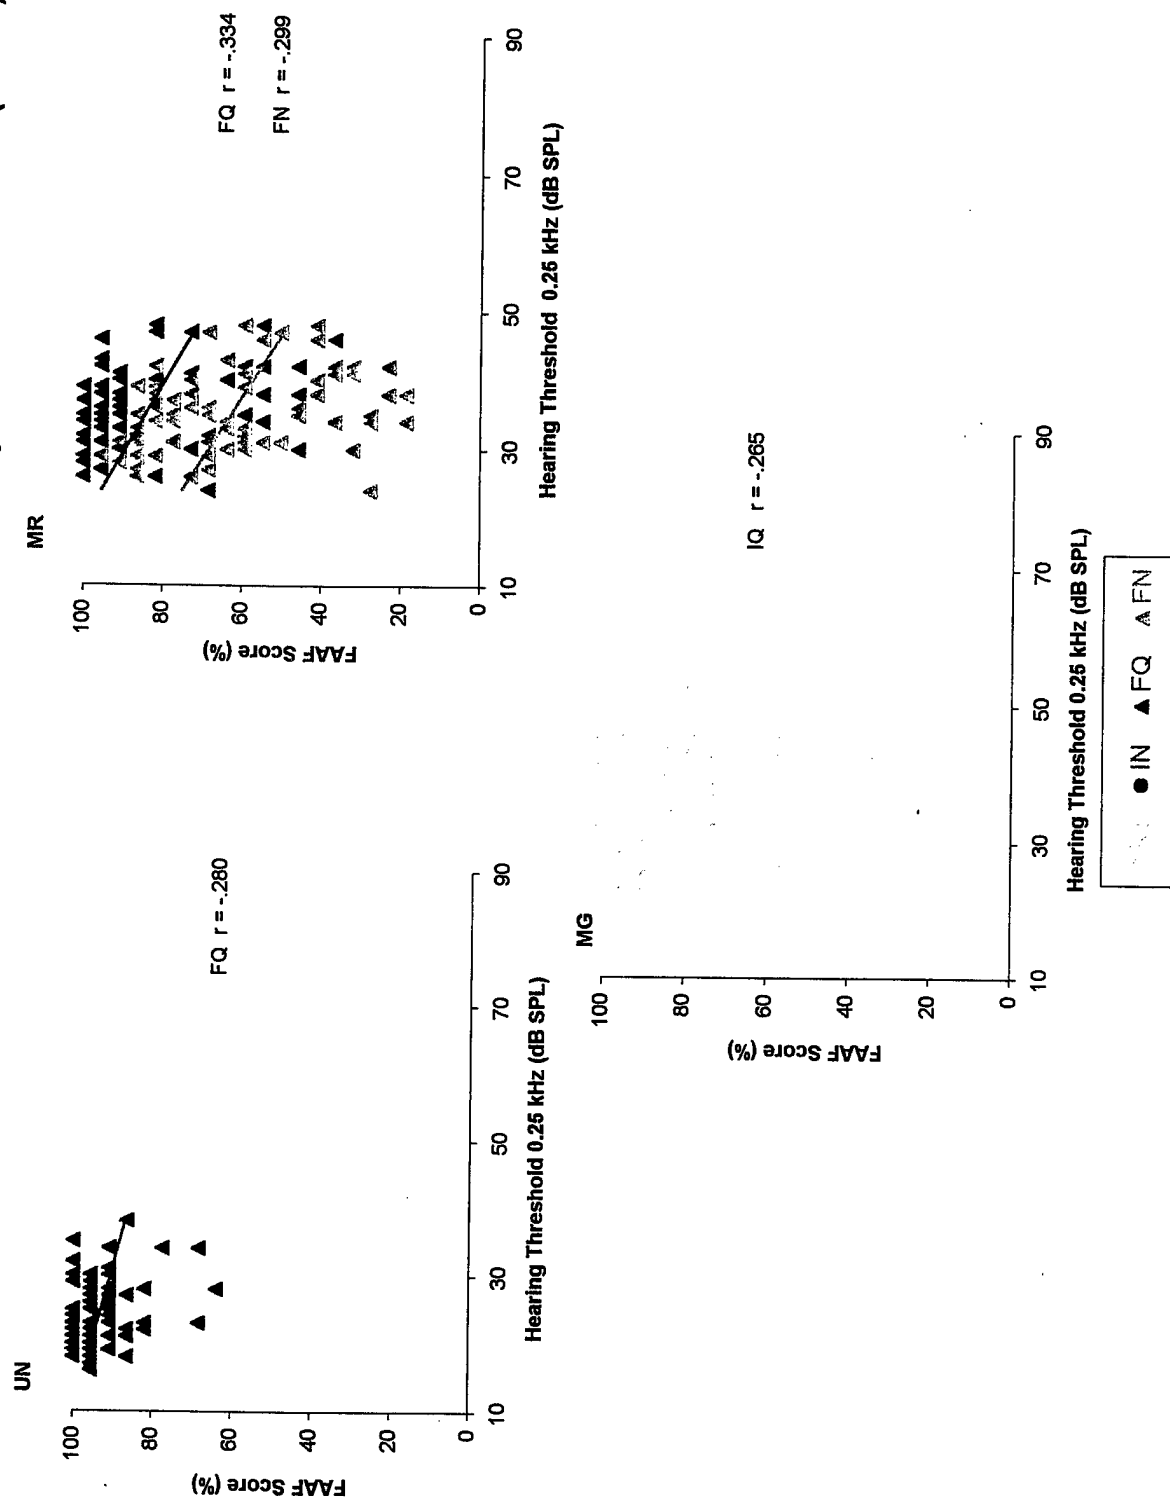 UN
FAAF Score (%)
100
80
60
40
20
0
10
30
50
70
90
Hearing Threshold 0.25 kHz (dB SPL)
FQ r = -.280
MR
FAAF Score (%)
100
80
60
40
20
0
10
30
50
70
90
Hearing Threshold 0.25 kHz (dB SPL)
FQ r = -.334
FN r = -.299
MG
FAAF Score (%)
100
80
60
40
20
0
10
30
50
70
90
Hearing Threshold 0.25 kHz (dB SPL)
IQ r = -.265
IN FQ FN